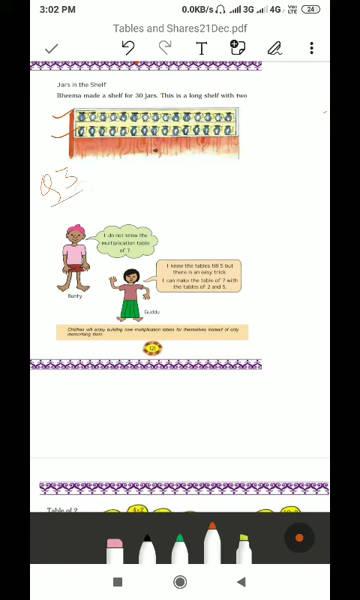 3:02 PM 0.0KB/s 3G 4G Vo) LTE 24
Tables and Shares21Dec.pdf
Jars in the Shelf
Bheema made a shelf for 30 jars. This is a long shelf with two
Q3
I do not know the
multiplication table
of 7.
I know the tables till 5 but
there is an easy trick.
I can make the table of 7 with
the tables of 2 and 5.
Bunty
Guddu
Children will enjoy building new multiplication tables for themselves instead of only
memorising them.
Table of 2